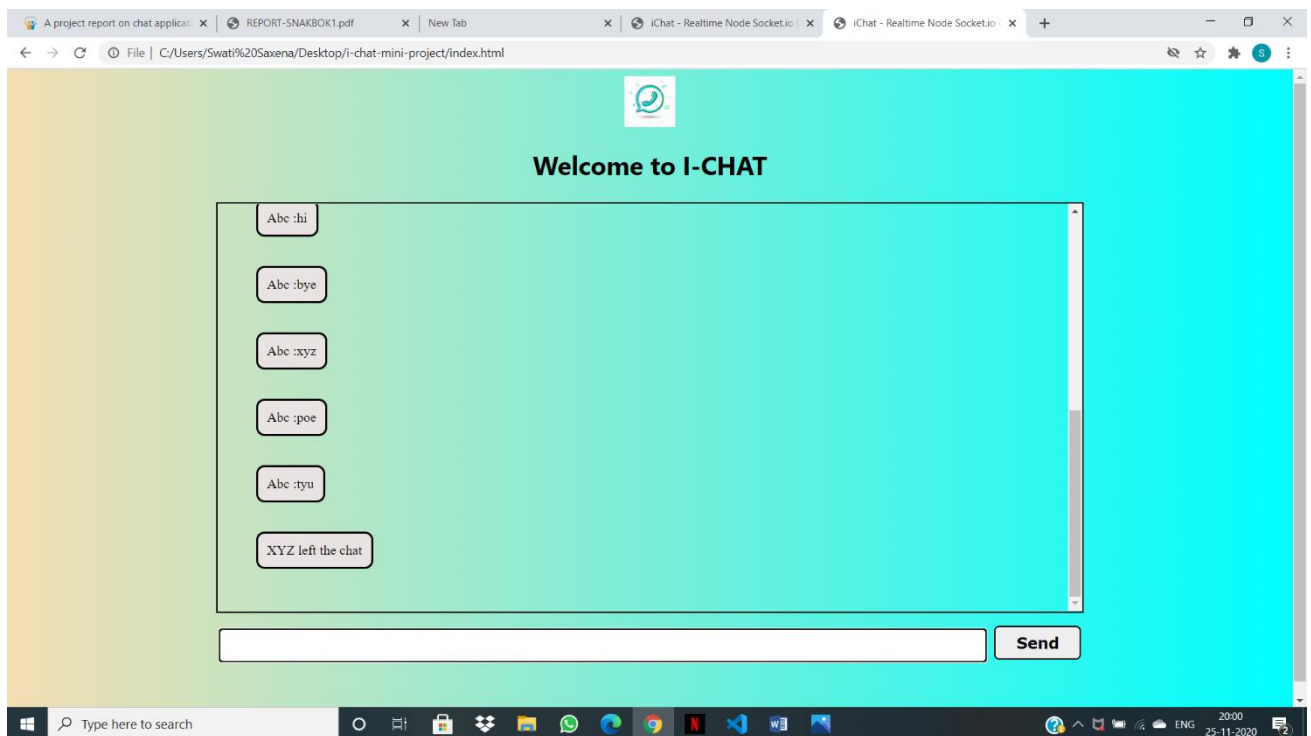 A project report on chat applicati
REPORT-SNAKBOK1.pdf
New Tab
iChat - Realtime Node Socket.io
iChat - Realtime Node Socket.io
File | C:/Users/Swati%20Saxena/Desktop/i-chat-mini-project/index.html
S
Welcome to I-CHAT
Abc :hi
Abc :bye
Abc :xyz
Abc :poe
Abc :tyu
XYZ left the chat
Send
Type here to search
N
W
ENG
20:00
25-11-2020
2